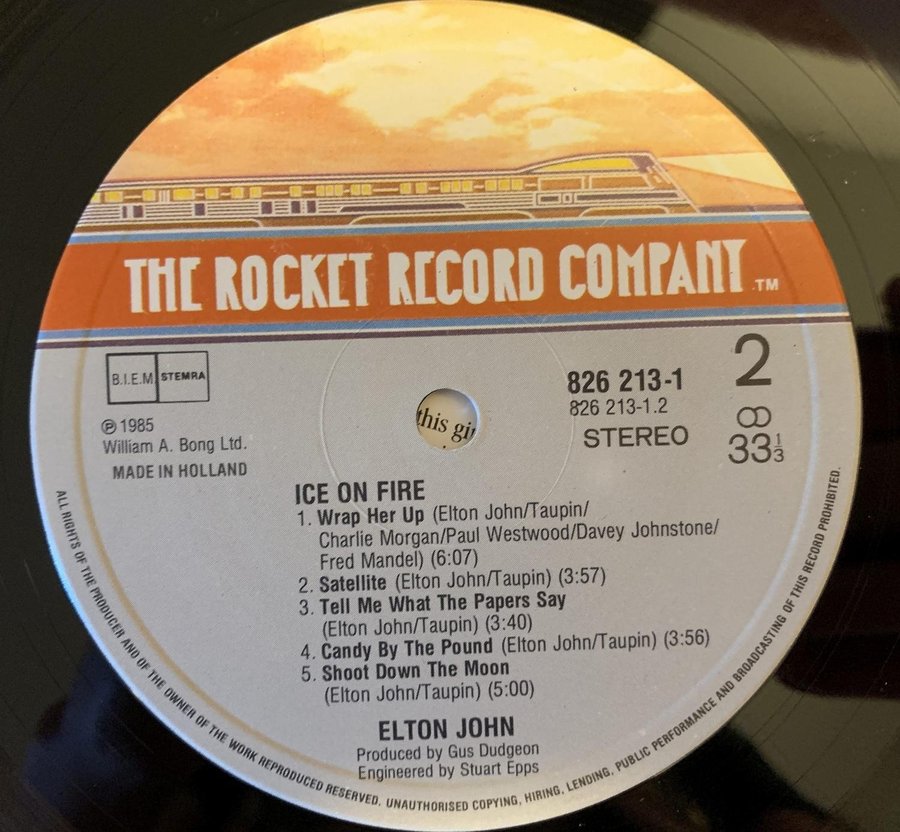 THE ROCKET RECORD COMPANY ™
B.I.E.M. STEMRA
℗ 1985
William A. Bong Ltd.
MADE IN HOLLAND
this gi
826 213-1
826 213-1.2
STEREO
2
33⅓
ICE ON FIRE
1. Wrap Her Up (Elton John/Taupin/
Charlie Morgan/Paul Westwood/Davey Johnstone/
Fred Mandel) (6:07)
2. Satellite (Elton John/Taupin) (3:57)
3. Tell Me What The Papers Say
(Elton John/Taupin) (3:40)
4. Candy By The Pound (Elton John/Taupin) (3:56)
5. Shoot Down The Moon
(Elton John/Taupin) (5:00)
ELTON JOHN
Produced by Gus Dudgeon
Engineered by Stuart Epps
ALL RIGHTS OF THE PRODUCER AND OF THE OWNER OF THE WORK REPRODUCED RESERVED. UNAUTHORISED COPYING, HIRING, LENDING, PUBLIC PERFORMANCE AND BROADCASTING OF THIS RECORD PROHIBITED.